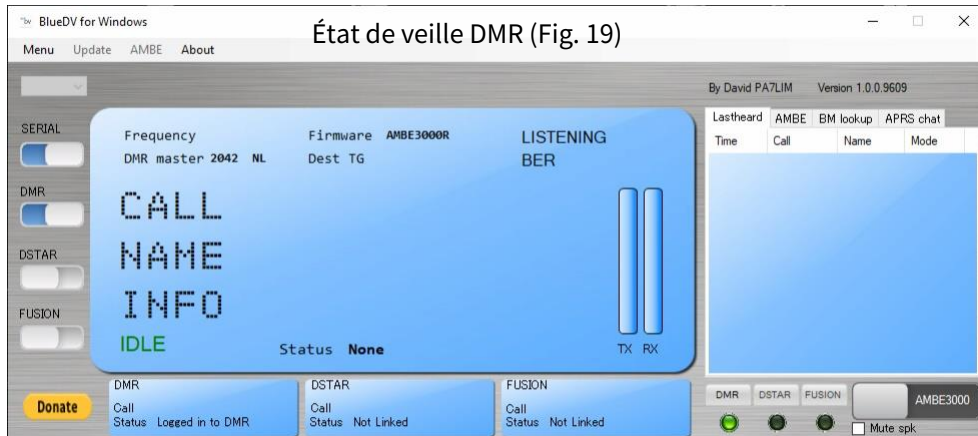 BlueDV for Windows
État de veille DMR (Fig. 19)
Menu Update AMBE About
By David PA7LIM Version 1.0.0.9609
SERIAL
DMR
DSTAR
FUSION
Frequency Firmware AMBE3000R LISTENING
DMR master 2042 NL Dest TG BER
CALL
NAME
INFO
IDLE Status None TX RX
Lastheard AMBE BM lookup APRS chat
Time Call Name Mode
Donate
DMR
Call
Status Logged in to DMR
DSTAR
Call
Status Not Linked
FUSION
Call
Status Not Linked
DMR DSTAR FUSION AMBE3000
Mute spk